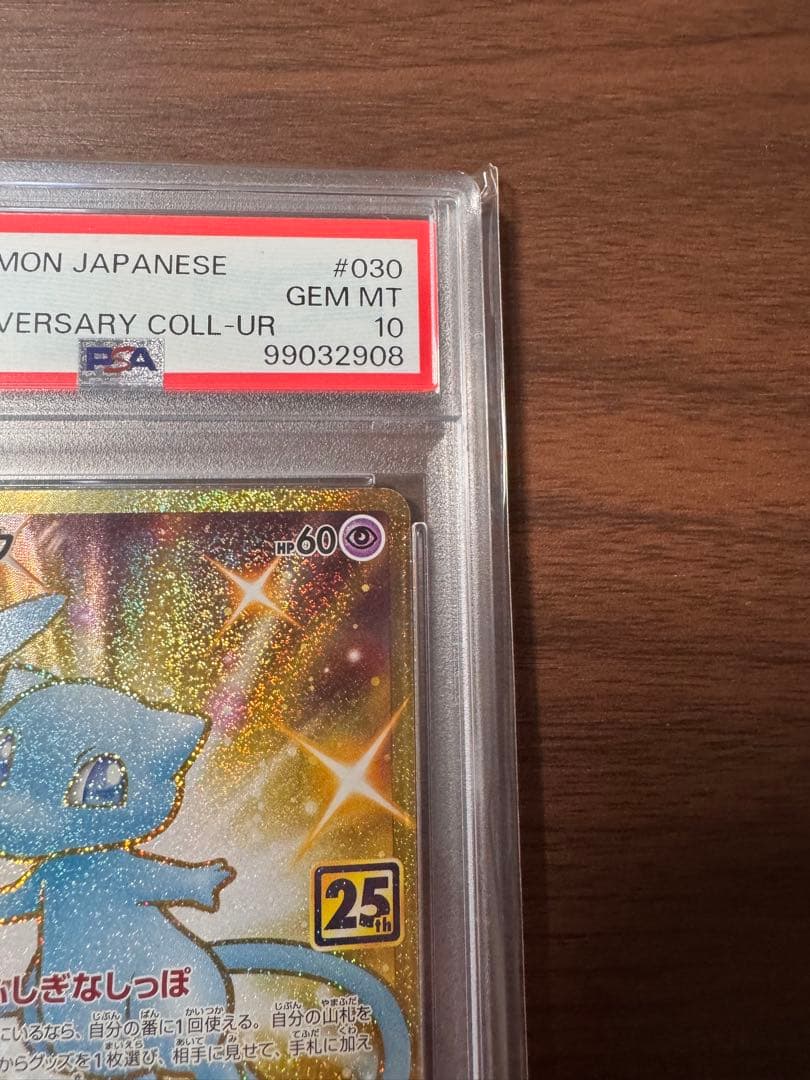 MON JAPANESE #030
GEM MT
VERSARY COLL-UR 10
PSA 99032908
HP60
25th
しぎなしっぽ
にいるなら、自分の番に1回使える。自分の山札を
からグッズを1枚選び、相手に見せて、手札に加え